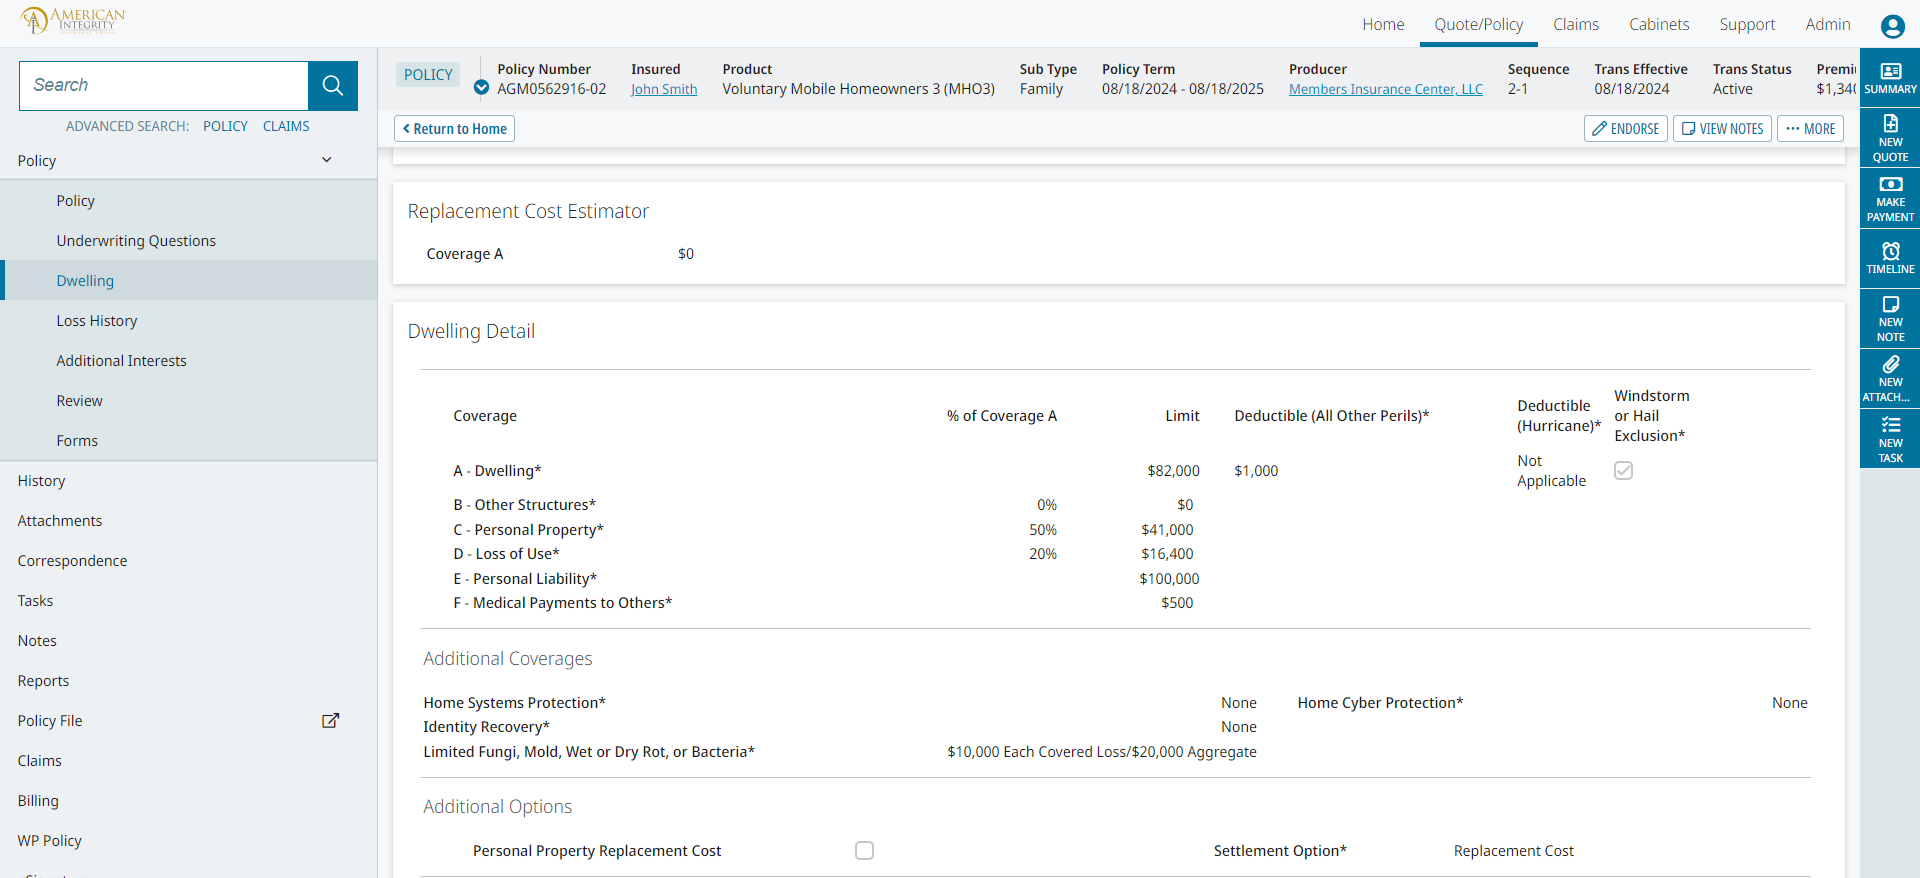 AMERICAN
INTEGRITY
Home
Quote/Policy
Claims
Cabinets
Support
Admin
Search
ADVANCED SEARCH: POLICY CLAIMS
Policy
Policy
Underwriting Questions
Dwelling
Loss History
Additional Interests
Review
Forms
History
Attachments
Correspondence
Tasks
Notes
Reports
Policy File
Claims
Billing
WP Policy
POLICY
Policy Number
AGM0562916-02
Insured
John Smith
Product
Voluntary Mobile Homeowners 3 (MHO3)
Sub Type
Family
Policy Term
08/18/2024 - 08/18/2025
Producer
Members Insurance Center, LLC
Sequence
2-1
Trans Effective
08/18/2024
Trans Status
Active
Premi
$1,340
Return to Home
ENDORSE
VIEW NOTES
MORE
Replacement Cost Estimator
Coverage A $0
Dwelling Detail
Coverage
% of Coverage A
Limit
Deductible (All Other Perils)*
Deductible
(Hurricane)*
Windstorm
or Hail
Exclusion*
A - Dwelling* $82,000 $1,000
Not
Applicable
B - Other Structures* 0% $0
C - Personal Property* 50% $41,000
D - Loss of Use* 20% $16,400
E - Personal Liability* $100,000
F - Medical Payments to Others* $500
Additional Coverages
Home Systems Protection* None Home Cyber Protection* None
Identity Recovery* None
Limited Fungi, Mold, Wet or Dry Rot, or Bacteria* $10,000 Each Covered Loss/$20,000 Aggregate
Additional Options
Personal Property Replacement Cost Settlement Option* Replacement Cost
SUMMARY
NEW
QUOTE
MAKE
PAYMENT
TIMELINE
NEW
NOTE
NEW
ATTACH...
NEW
TASK